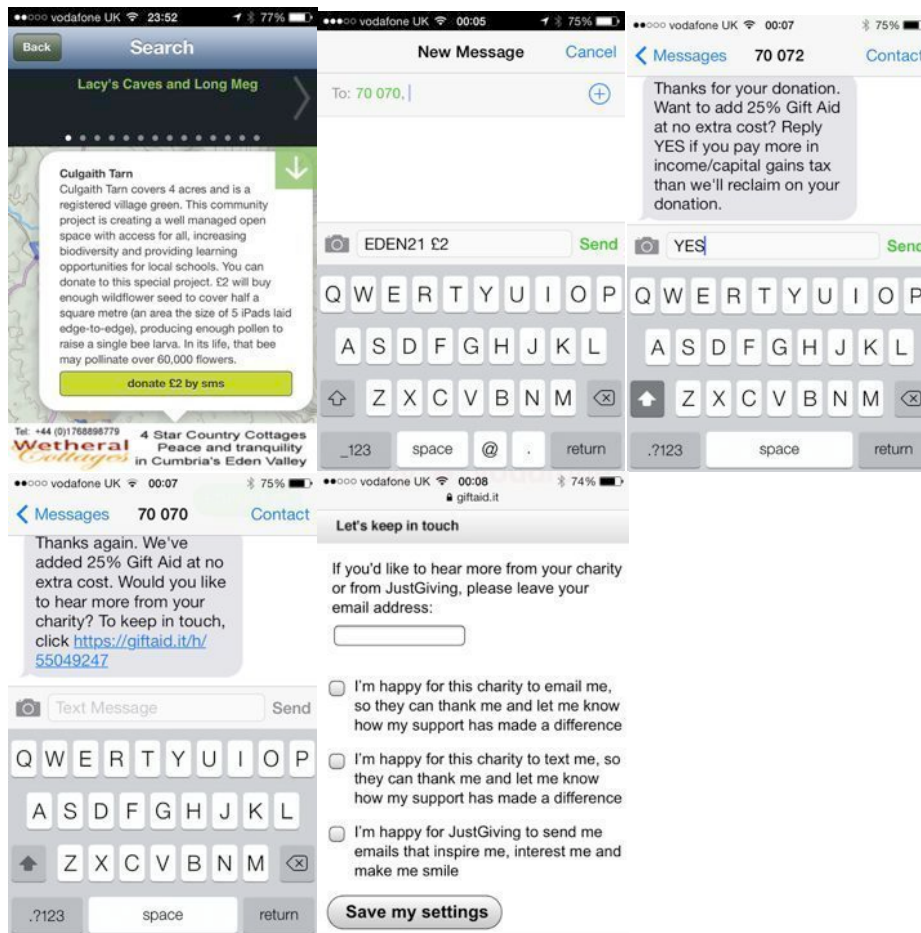 vodafone UK 23:52 77%
Back Search
Lacy's Caves and Long Meg
Culgaith Tarn
Culgaith Tarn covers 4 acres and is a
registered village green. This community
project is creating a well managed open
space with access for all, increasing
biodiversity and providing learning
opportunities for local schools. You can
donate to this special project. £2 will buy
enough wildflower seed to cover half a
square metre (an area the size of 5 iPads laid
edge-to-edge), producing enough pollen to
raise a single bee larva. In its life, that bee
may pollinate over 60,000 flowers.
donate £2 by sms
Tel: +44 (0)1768898779
Wetheral
Cottages
4 Star Country Cottages
Peace and tranquility
in Cumbria's Eden Valley
vodafone UK 00:05 75%
New Message Cancel
To: 70 070,
EDEN21 £2 Send
Q W E R T Y U I O P
A S D F G H J K L
Z X C V B N M
_123 space @ . return
vodafone UK 00:07 75%
Messages 70 072 Contact
Thanks for your donation.
Want to add 25% Gift Aid
at no extra cost? Reply
YES if you pay more in
income/capital gains tax
than we'll reclaim on your
donation.
YES Send
Q W E R T Y U I O P
A S D F G H J K L
Z X C V B N M
.?123 space return
vodafone UK 00:07 75%
Messages 70 070 Contact
Thanks again. We've
added 25% Gift Aid at no
extra cost. Would you like
to hear more from your
charity? To keep in touch,
click https://giftaid.it/h/
55049247
Text Message Send
Q W E R T Y U I O P
A S D F G H J K L
Z X C V B N M
.?123 space return
vodafone UK 00:08 74%
giftaid.it
Let's keep in touch
If you'd like to hear more from your charity
or from JustGiving, please leave your
email address:
I'm happy for this charity to email me,
so they can thank me and let me know
how my support has made a difference
I'm happy for this charity to text me, so
they can thank me and let me know
how my support has made a difference
I'm happy for JustGiving to send me
emails that inspire me, interest me and
make me smile
Save my settings